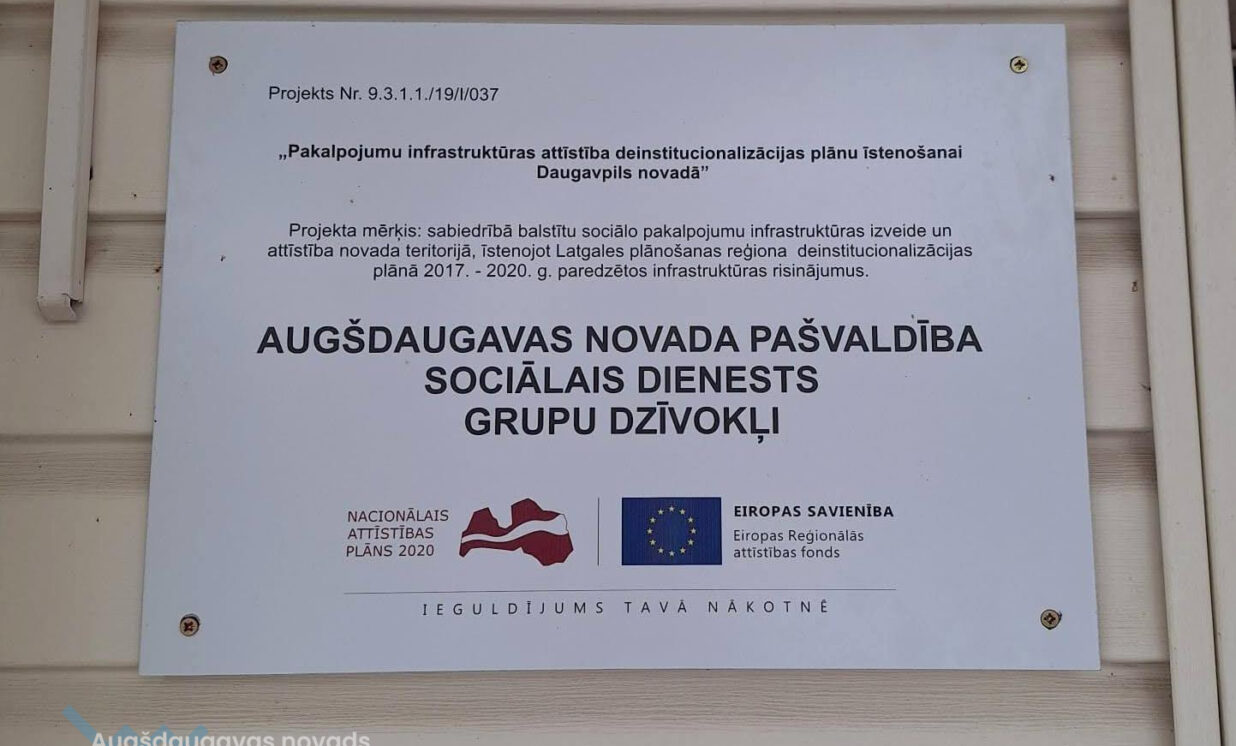 Projekts Nr. 9.3.1.1./19/I/037
„Pakalpojumu infrastruktūras attīstība deinstitucionalizācijas plānu īstenošanai
Daugavpils novadā”
Projekta mērķis: sabiedrībā balstītu sociālo pakalpojumu infrastruktūras izveide un
attīstība novada teritorijā, īstenojot Latgales plānošanas reģiona deinstitucionalizācijas
plānā 2017. - 2020. g. paredzētos infrastruktūras risinājumus.
AUGŠDAUGAVAS NOVADA PAŠVALDĪBA
SOCIĀLAIS DIENESTS
GRUPU DZĪVOKĻI
NACIONĀLAIS
ATTĪSTĪBAS
PLĀNS 2020
EIROPAS SAVIENĪBA
Eiropas Reģionālās
attīstības fonds
IEGULDĪJUMS TAVĀ NĀKOTNĒ
Augšdaugavas novads